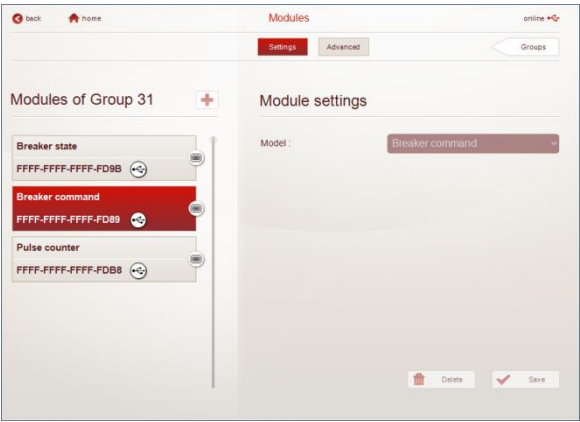 back home Modules online
Settings Advanced Groups
Modules of Group 31
Module settings
Breaker state
FFFF-FFFF-FFFF-FD9B
Breaker command
FFFF-FFFF-FFFF-FD89
Pulse counter
FFFF-FFFF-FFFF-FDB8
Model : Breaker command
Delete Save